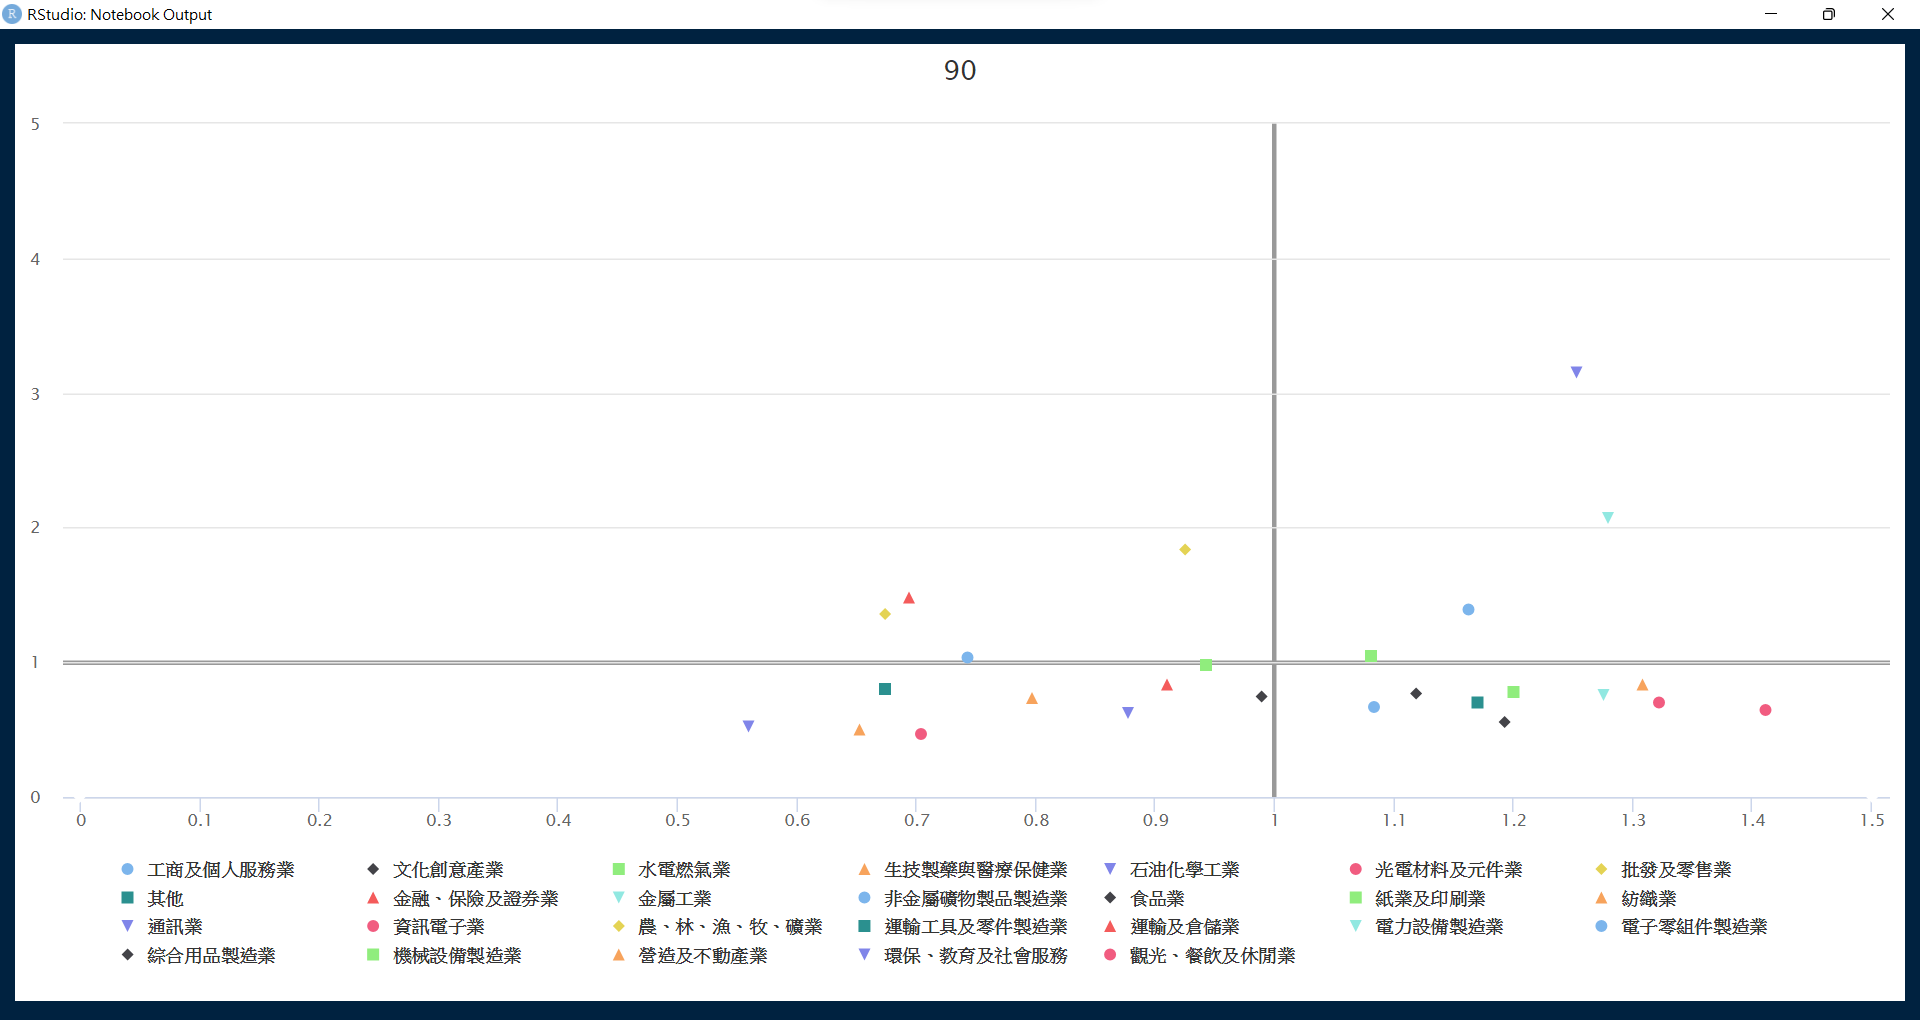 RStudio: Notebook Output
90
5
4
3
2
1
0
0 0.1 0.2 0.3 0.4 0.5 0.6 0.7 0.8 0.9 1 1.1 1.2 1.3 1.4 1.5
工商及個人服務業 文化創意產業 水電燃氣業 生技製藥與醫療保健業 石油化學工業 光電材料及元件業 批發及零售業
其他 金融、保險及證券業 金屬工業 非金屬礦物製品製造業 食品業 紙業及印刷業 紡織業
通訊業 資訊電子業 農、林、漁、牧、礦業 運輸工具及零件製造業 運輸及倉儲業 電力設備製造業 電子零組件製造業
綜合用品製造業 機械設備製造業 營造及不動產業 環保、教育及社會服務 觀光、餐飲及休閒業